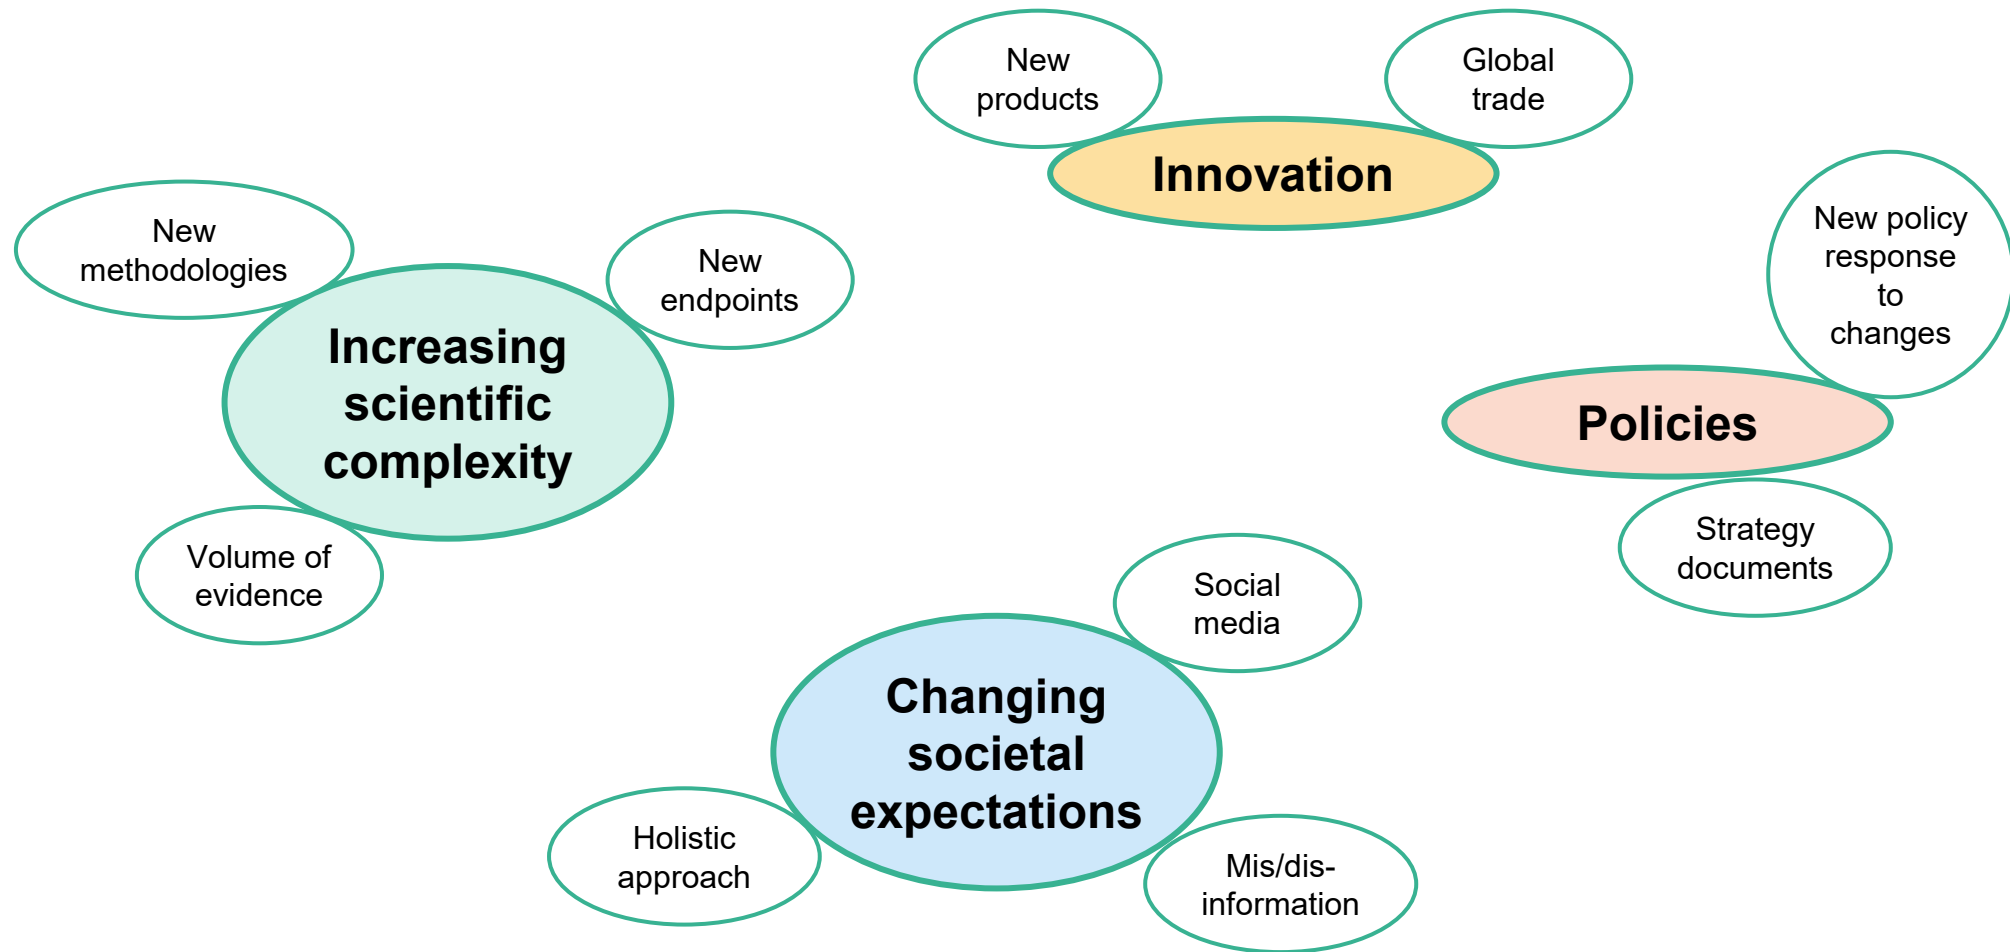 New
products
Global
trade
Innovation
New
methodologies
New
endpoints
Increasing
scientific
complexity
Volume of
evidence
New policy
response
to
changes
Policies
Strategy
documents
Social
media
Changing
societal
expectations
Holistic
approach
Mis/dis-
information